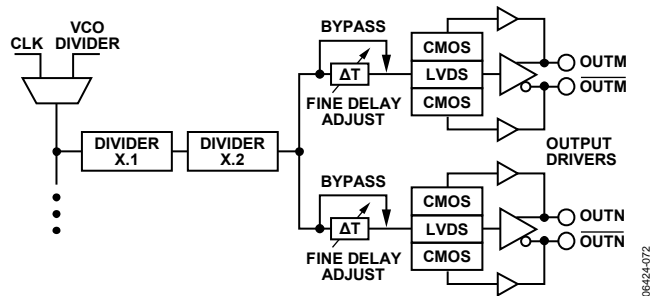 CLK
VCO
DIVIDER
DIVIDER
X.1
DIVIDER
X.2
BYPASS
ΔT
FINE DELAY
ADJUST
CMOS
LVDS
CMOS
OUTM
OUTM
OUTPUT
DRIVERS
BYPASS
ΔT
FINE DELAY
ADJUST
CMOS
LVDS
CMOS
OUTN
OUTN
06424-072